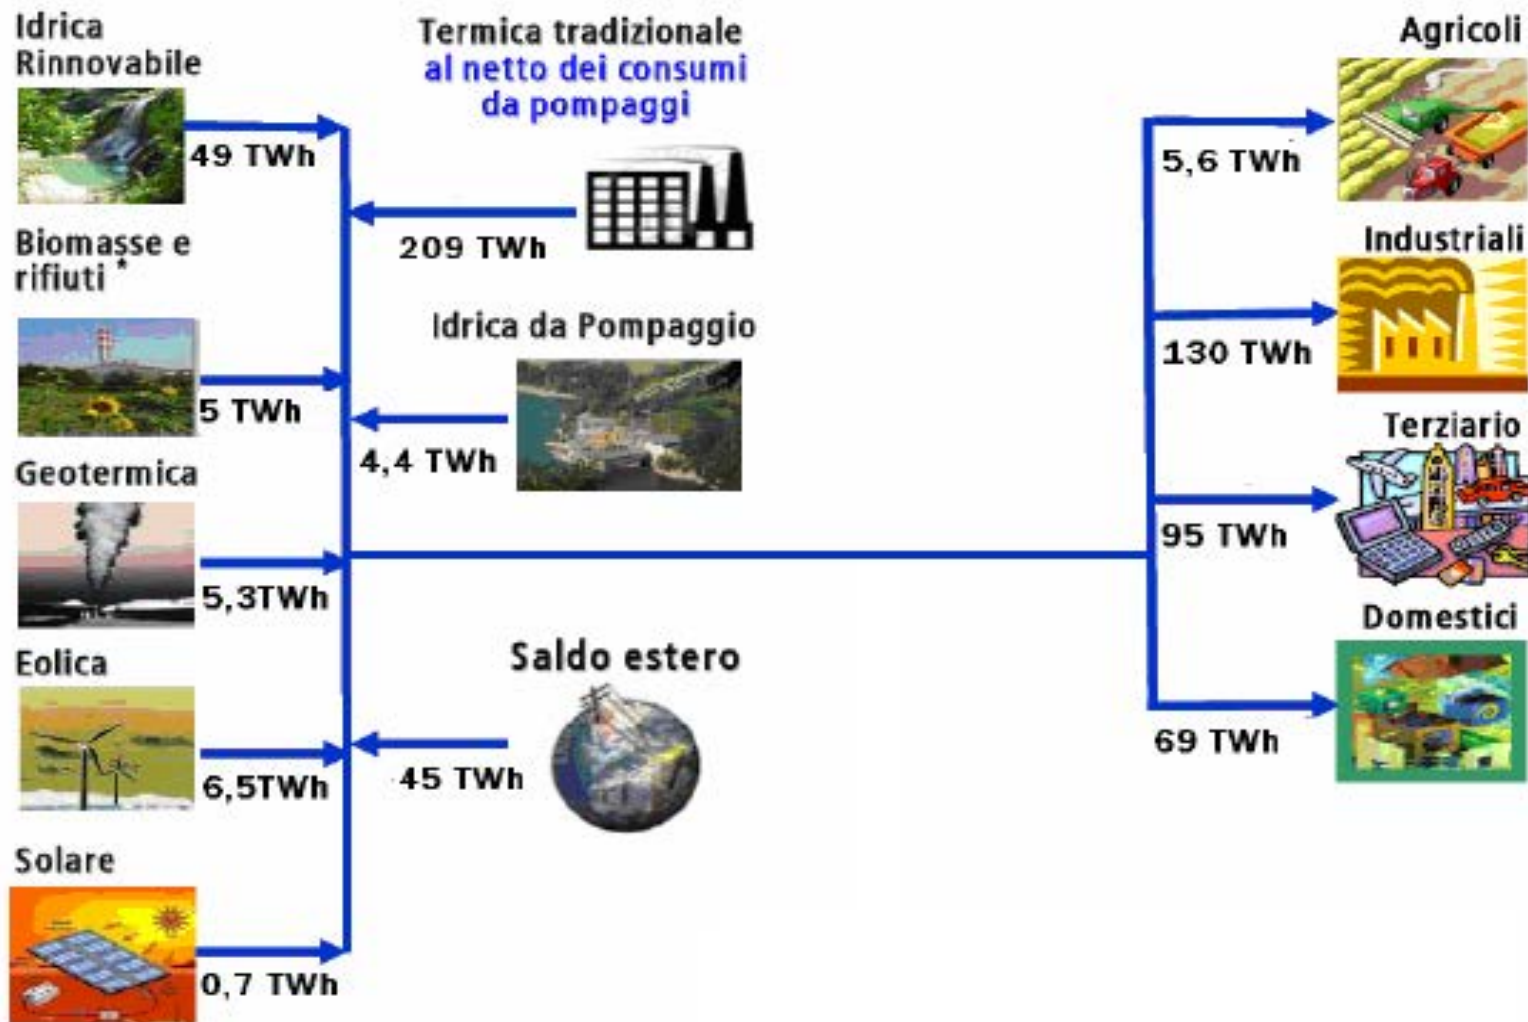 Idrica
Rinnovabile
49 TWh
Biomasse e
rifiuti *
5 TWh
Geotermica
5,3TWh
Eolica
6,5TWh
Solare
0,7 TWh
Termica tradizionale
al netto dei consumi
da pompaggi
209 TWh
Idrica da Pompaggio
4,4 TWh
Saldo estero
45 TWh
Agricoli
5,6 TWh
Industriali
130 TWh
Terziario
95 TWh
Domestici
69 TWh